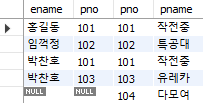 ename pno pno pname
홍길동 101 101 작전중
임꺽정 102 102 특공대
박찬호 101 101 작전중
박찬호 103 103 유레카
NULL NULL 104 다모여